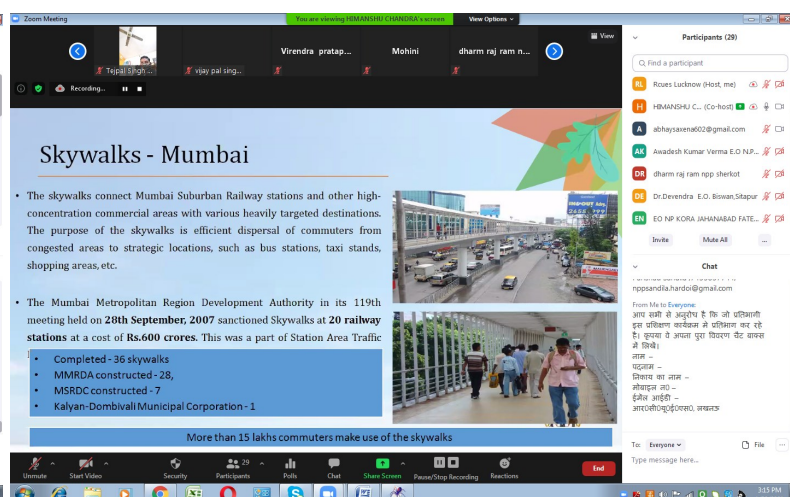 Zoom Meeting
You are viewing HIMANSHU CHANDRA's screen
View Options
View
Tejpal Singh ...
vijay pal sing...
Virendra pratap...
Mohini
dharm raj ram n...
Recording...
Skywalks - Mumbai
• The skywalks connect Mumbai Suburban Railway stations and other high-
concentration commercial areas with various heavily targeted destinations.
The purpose of the skywalks is efficient dispersal of commuters from
congested areas to strategic locations, such as bus stations, taxi stands,
shopping areas, etc.
• The Mumbai Metropolitan Region Development Authority in its 119th
meeting held on 28th September, 2007 sanctioned Skywalks at 20 railway
stations at a cost of Rs.600 crores. This was a part of Station Area Traffic
• Completed - 36 skywalks
• MMRDA constructed - 28,
• MSRDC constructed - 7
• Kalyan-Dombivali Municipal Corporation - 1
More than 15 lakhs commuters make use of the skywalks
Participants (29)
Find a participant
RL Rcues Lucknow (Host, me)
H HIMANSHU C... (Co-host)
A abhaysaxena602@gmail.com
AK Awadesh Kumar Verma E.O N.P...
DR dharm raj ram npp sherkot
DE Dr.Devendra E.O. Biswan,Sitapur
EN EO NP KORA JAHANABAD FATE...
Invite
Mute All
...
Chat
nppsandila.hardoi@gmail.com
From Me to Everyone:
आप सभी से अनुरोध है कि जो प्रतिभागी
इस प्रशिक्षण कार्यक्रम में प्रतिभाग कर रहे
है। कृपया वे अपना पूरा विवरण चैट बाक्स
में लिखे।
नाम –
पदनाम –
निकाय का नाम –
मोबाइल न0 –
ईमेल आईडी –
आर0सी0यू0ई0एस0, लखनऊ
To: Everyone
File
...
Type message here...
Unmute
Start Video
Security
Participants
29
Polls
Chat
Share Screen
Pause/Stop Recording
Reactions
End
3:15 PM